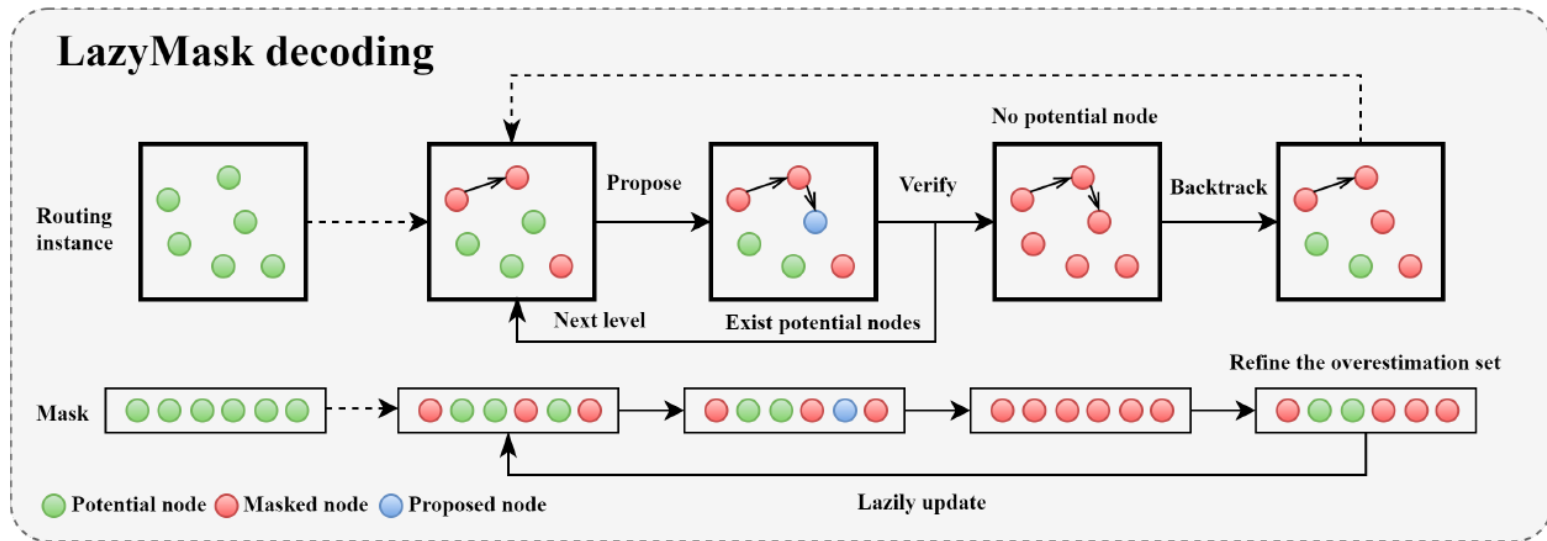 LazyMask decoding
No potential node
Routing
instance
Propose
Verify
Backtrack
Next level
Exist potential nodes
Refine the overestimation set
Mask
Lazily update
Potential node
Masked node
Proposed node